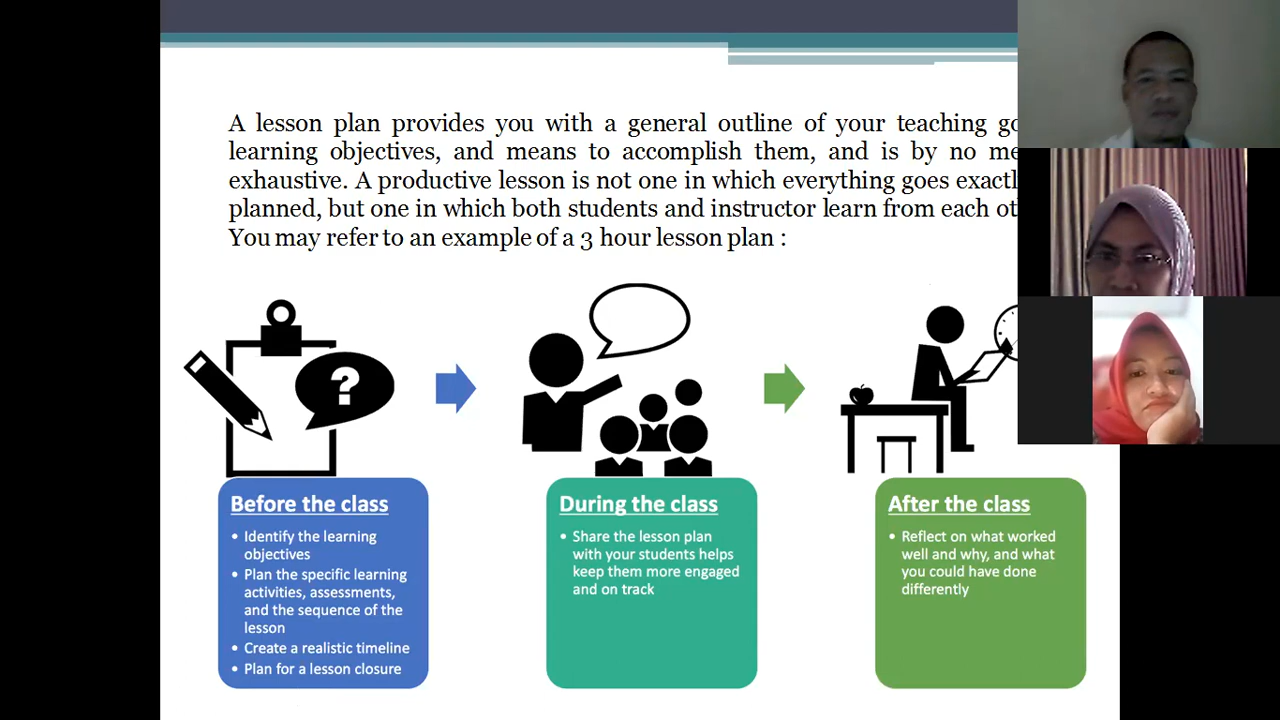 A lesson plan provides you with a general outline of your teaching
learning objectives, and means to accomplish them, and is by no
exhaustive. A productive lesson is not one in which everything goes
planned, but one in which both students and instructor learn from each
You may refer to an example of a 3 hour lesson plan :
?
Before the class
• Identify the learning
objectives
• Plan the specific learning
activities, assessments,
and the sequence of the
lesson
• Create a realistic timeline
• Plan for a lesson closure
During the class
• Share the lesson plan
with your students helps
keep them more engaged
and on track
After the class
• Reflect on what worked
well and why, and what
you could have done
differently